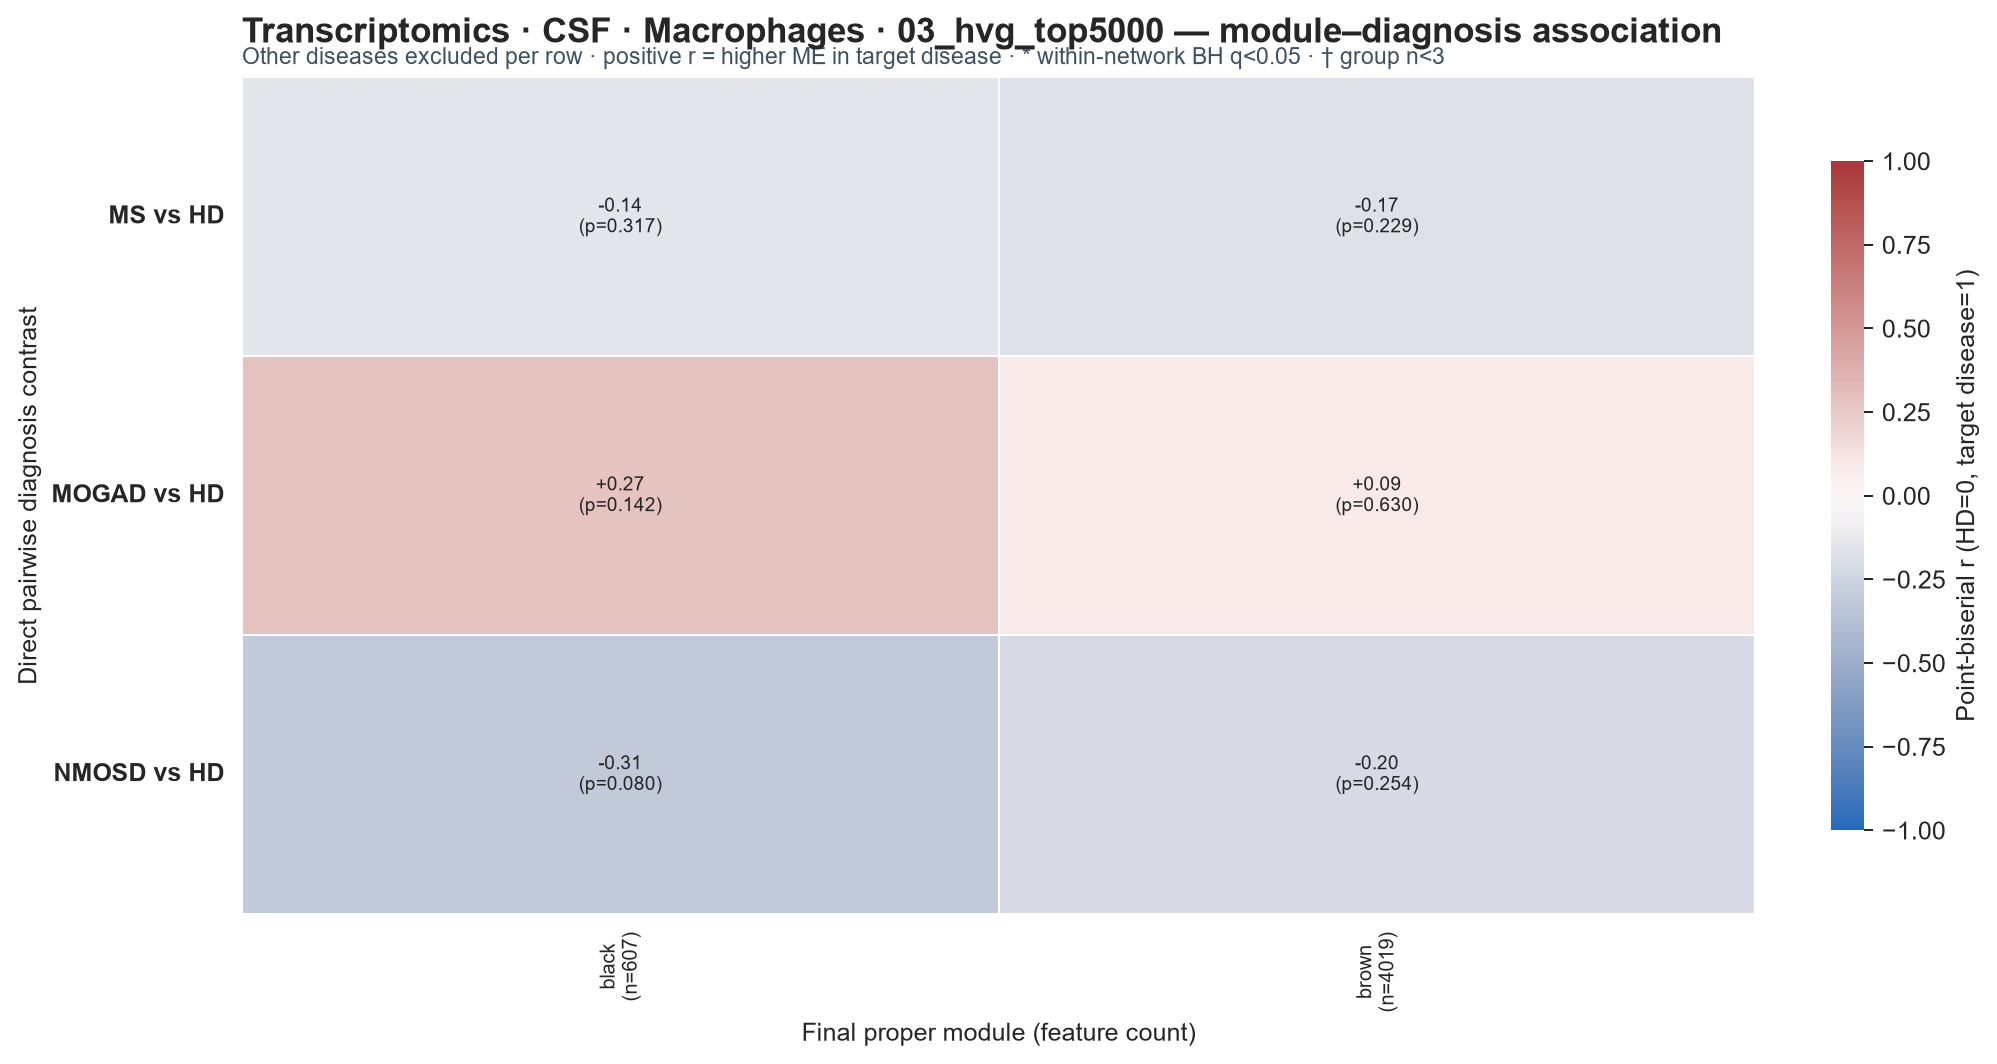 Transcriptomics · CSF · Macrophages · 03_hvg_top5000 — module–diagnosis association
Other diseases excluded per row · positive r = higher ME in target disease · * within-network BH q<0.05 · † group n<3
Direct pairwise diagnosis contrast
MS vs HD
-0.14
(p=0.317)
-0.17
(p=0.229)
MOGAD vs HD
+0.27
(p=0.142)
+0.09
(p=0.630)
NMOSD vs HD
-0.31
(p=0.080)
-0.20
(p=0.254)
black
(n=607)
brown
(n=4019)
Final proper module (feature count)
1.00
0.75
0.50
0.25
0.00
−0.25
−0.50
−0.75
−1.00
Point-biserial r (HD=0, target disease=1)